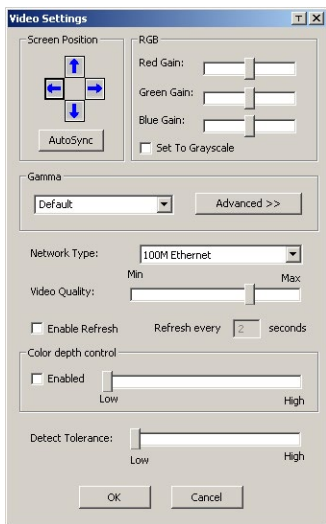 Video Settings
Screen Position
AutoSync
RGB
Red Gain:
Green Gain:
Blue Gain:
Set To Grayscale
Gamma
Default
Advanced >>
Network Type:
100M Ethernet
Min
Max
Video Quality:
Enable Refresh
Refresh every 2 seconds
Color depth control
Enabled
Low
High
Detect Tolerance:
Low
High
OK
Cancel